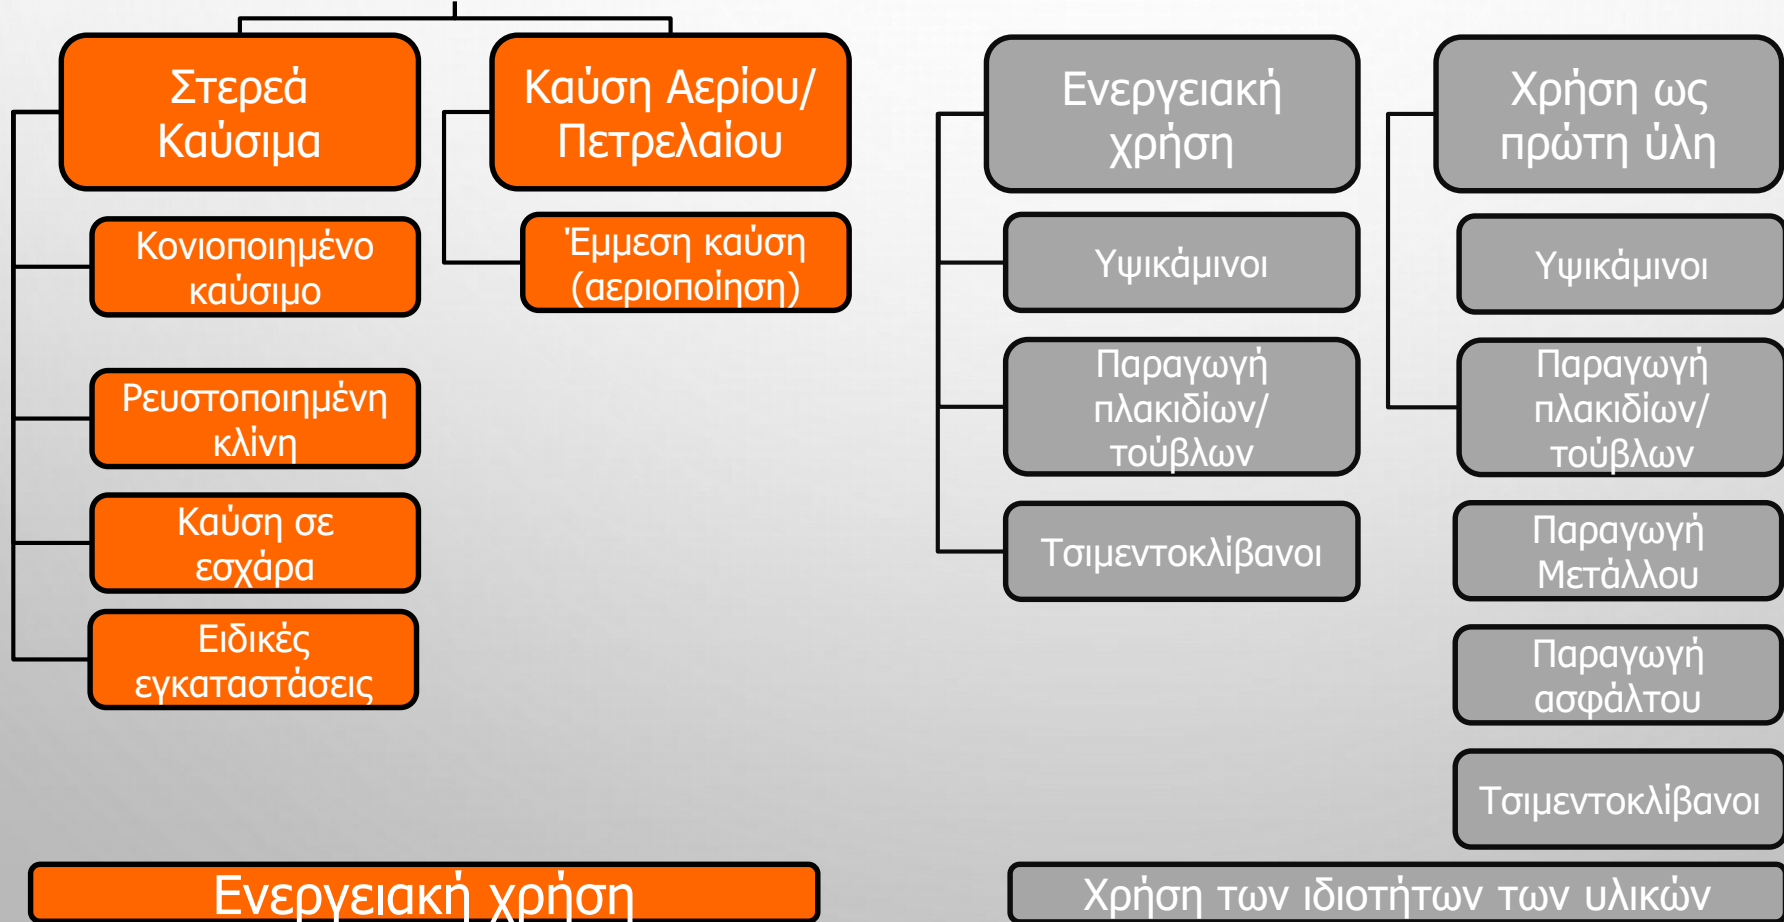 Στερεά
Καύσιμα
Κονιοποιημένο
καύσιμο
Ρευστοποιημένη
κλίνη
Καύση σε
εσχάρα
Ειδικές
εγκαταστάσεις
Καύση Αερίου/
Πετρελαίου
Έμμεση καύση
(αεριοποίηση)
Ενεργειακή
χρήση
Υψικάμινοι
Παραγωγή
πλακιδίων/
τούβλων
Τσιμεντοκλίβανοι
Χρήση ως
πρώτη ύλη
Υψικάμινοι
Παραγωγή
πλακιδίων/
τούβλων
Παραγωγή
Μετάλλου
Παραγωγή
ασφάλτου
Τσιμεντοκλίβανοι
Ενεργειακή χρήση
Χρήση των ιδιοτήτων των υλικών